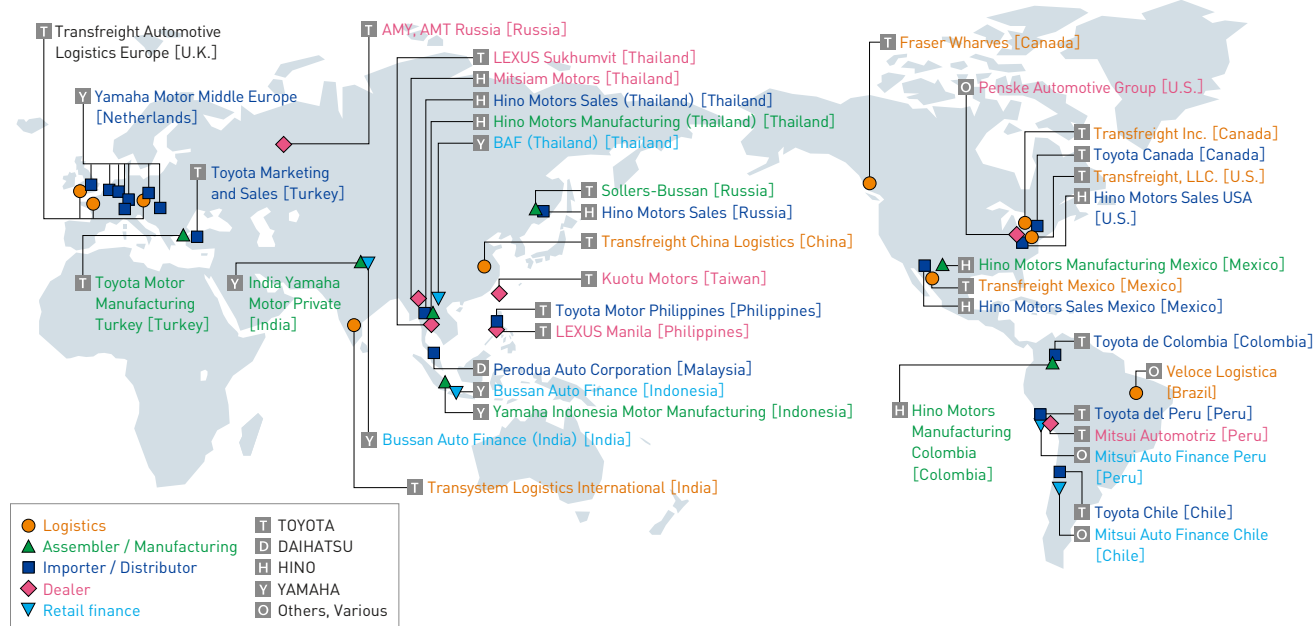 T Transfreight Automotive
Logistics Europe [U.K.]
Y Yamaha Motor Middle Europe
[Netherlands]
T Toyota Marketing
and Sales [Turkey]
T Toyota Motor
Manufacturing
Turkey [Turkey]
Y India Yamaha
Motor Private
[India]
T AMY, AMT Russia [Russia]
T LEXUS Sukhumvit [Thailand]
H Mitsiam Motors [Thailand]
H Hino Motors Sales (Thailand) [Thailand]
H Hino Motors Manufacturing (Thailand) [Thailand]
Y BAF (Thailand) [Thailand]
T Sollers-Bussan [Russia]
H Hino Motors Sales [Russia]
T Transfreight China Logistics [China]
T Kuotu Motors [Taiwan]
T Toyota Motor Philippines [Philippines]
T LEXUS Manila [Philippines]
D Perodua Auto Corporation [Malaysia]
Y Bussan Auto Finance [Indonesia]
Y Yamaha Indonesia Motor Manufacturing [Indonesia]
Y Bussan Auto Finance (India) [India]
T Transystem Logistics International [India]
T Fraser Wharves [Canada]
O Penske Automotive Group [U.S.]
T Transfreight Inc. [Canada]
T Toyota Canada [Canada]
T Transfreight, LLC. [U.S.]
H Hino Motors Sales USA
[U.S.]
H Hino Motors Manufacturing Mexico [Mexico]
T Transfreight Mexico [Mexico]
H Hino Motors Sales Mexico [Mexico]
T Toyota de Colombia [Colombia]
O Veloce Logistica
[Brazil]
H Hino Motors
Manufacturing
Colombia
[Colombia]
T Toyota del Peru [Peru]
T Mitsui Automotriz [Peru]
O Mitsui Auto Finance Peru
[Peru]
T Toyota Chile [Chile]
O Mitsui Auto Finance Chile
[Chile]
Logistics
Assembler / Manufacturing
Importer / Distributor
Dealer
Retail finance
T TOYOTA
D DAIHATSU
H HINO
Y YAMAHA
O Others, Various